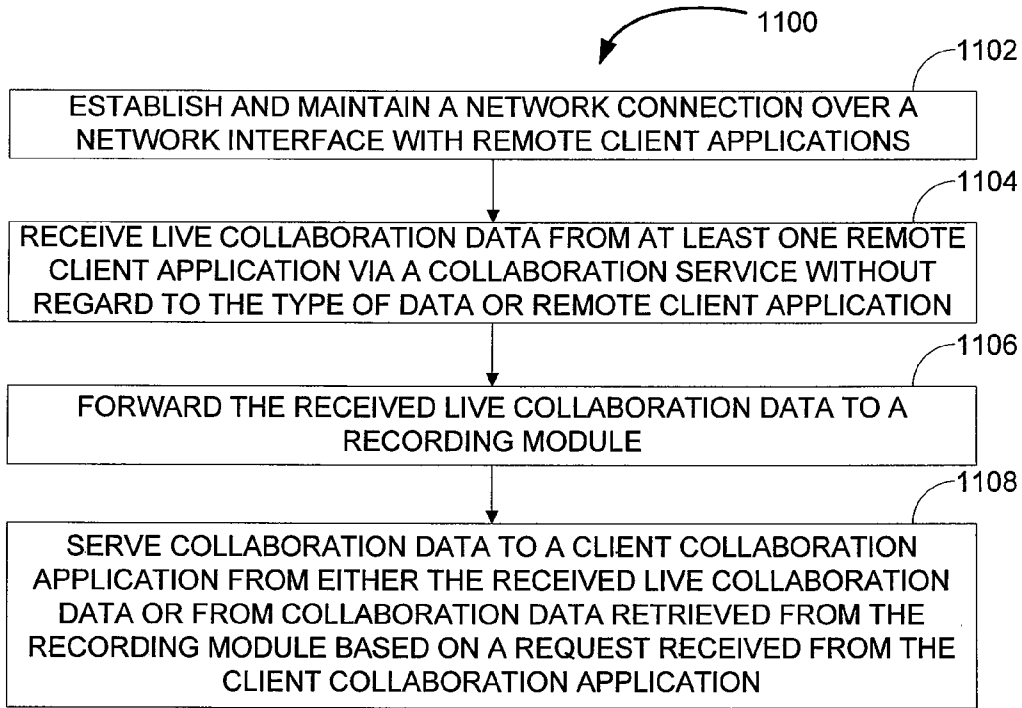 1100
1102
ESTABLISH AND MAINTAIN A NETWORK CONNECTION OVER A
NETWORK INTERFACE WITH REMOTE CLIENT APPLICATIONS
1104
RECEIVE LIVE COLLABORATION DATA FROM AT LEAST ONE REMOTE
CLIENT APPLICATION VIA A COLLABORATION SERVICE WITHOUT
REGARD TO THE TYPE OF DATA OR REMOTE CLIENT APPLICATION
1106
FORWARD THE RECEIVED LIVE COLLABORATION DATA TO A
RECORDING MODULE
1108
SERVE COLLABORATION DATA TO A CLIENT COLLABORATION
APPLICATION FROM EITHER THE RECEIVED LIVE COLLABORATION
DATA OR FROM COLLABORATION DATA RETRIEVED FROM THE
RECORDING MODULE BASED ON A REQUEST RECEIVED FROM THE
CLIENT COLLABORATION APPLICATION